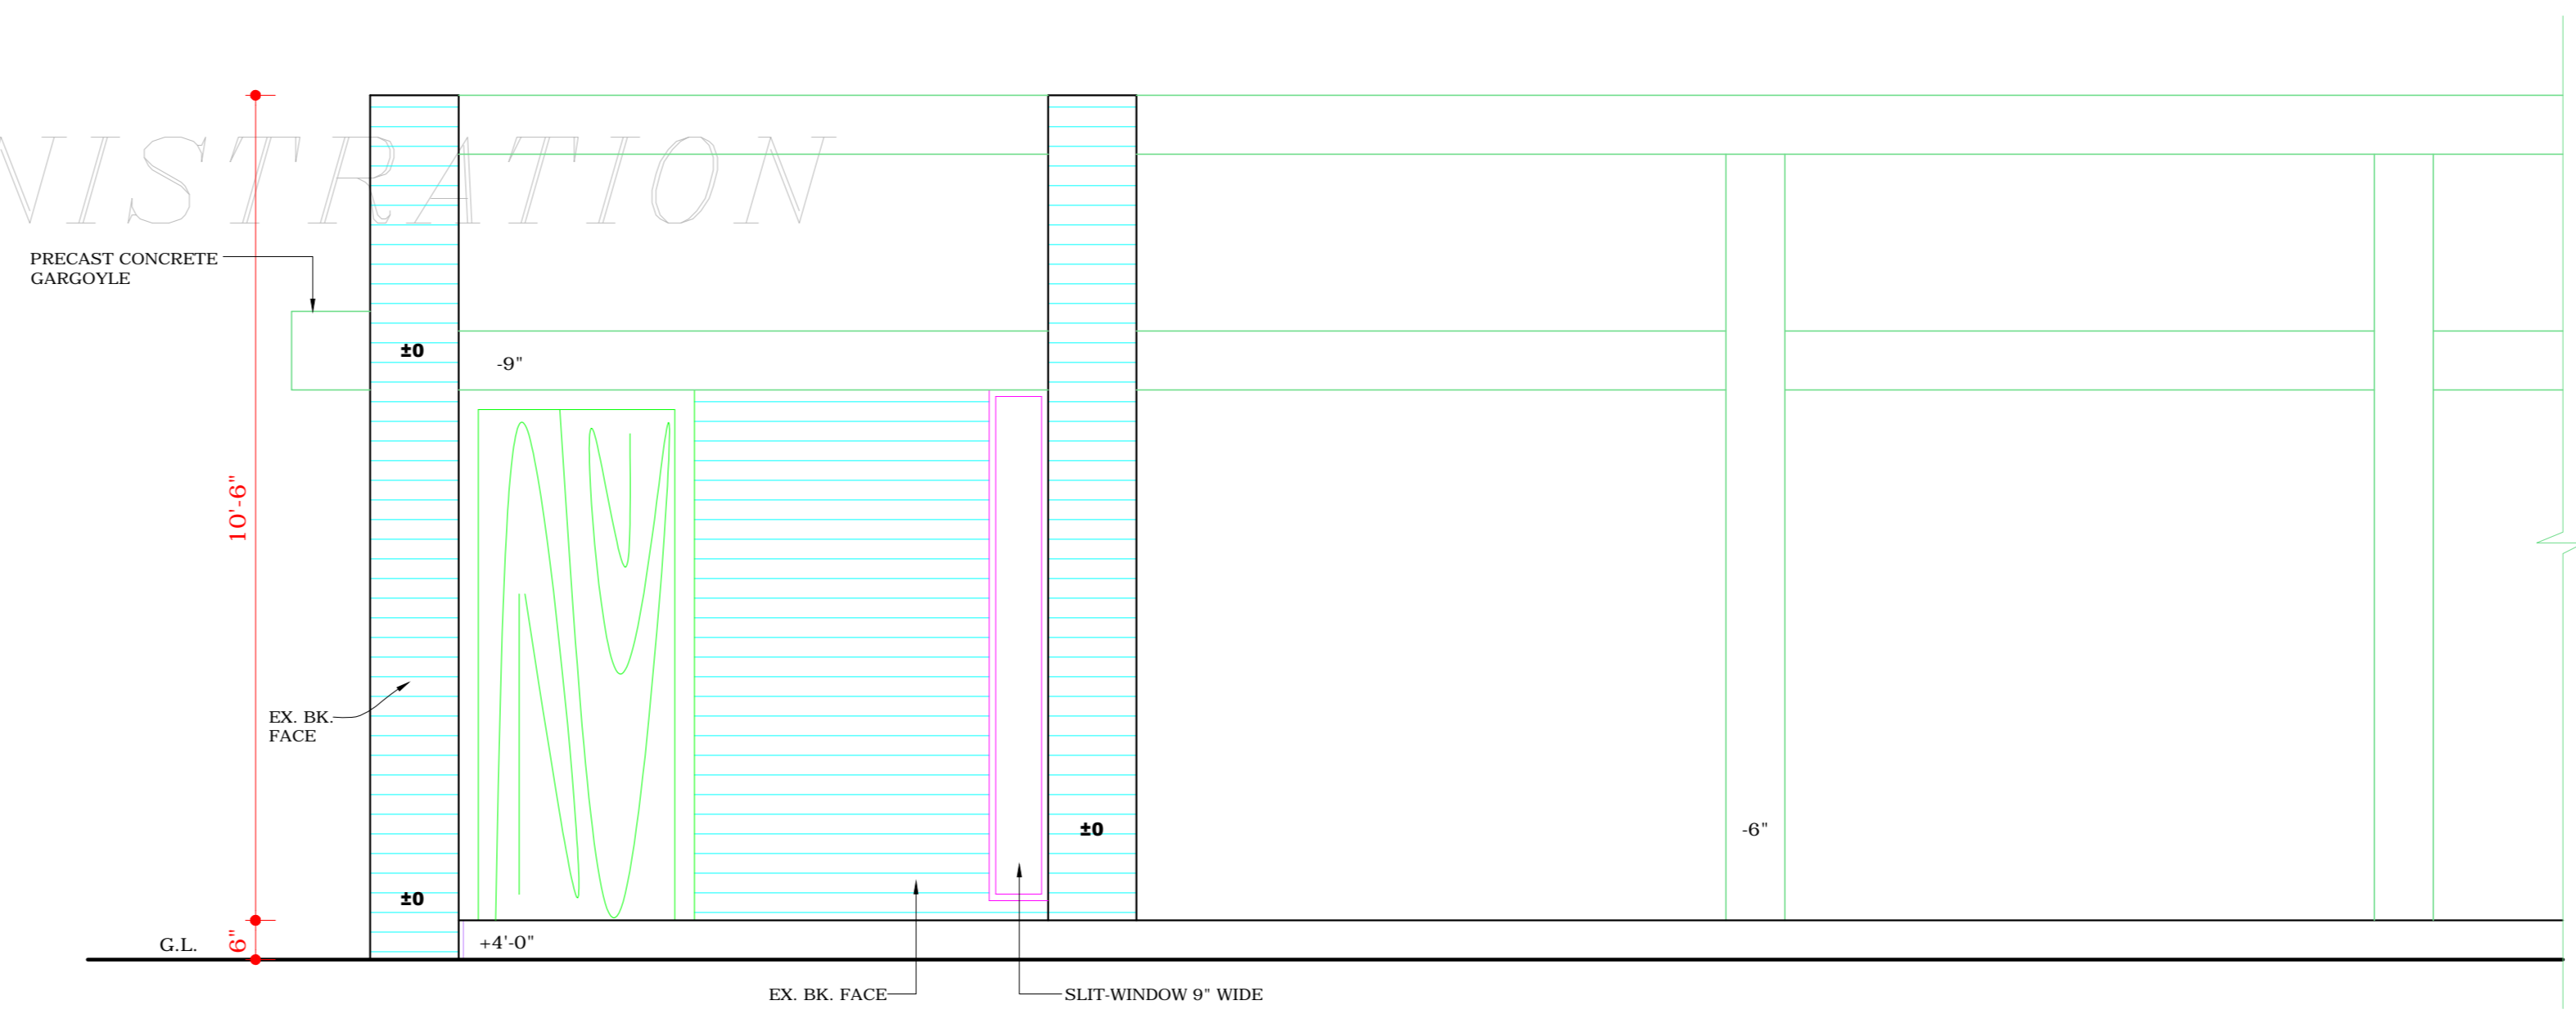 NISTRATION
PRECAST CONCRETE
GARGOYLE
±0
-9"
10'-6"
EX. BK.
FACE
±0
-6"
±0
G.L.
6"
+4'-0"
EX. BK. FACE
SLIT-WINDOW 9" WIDE